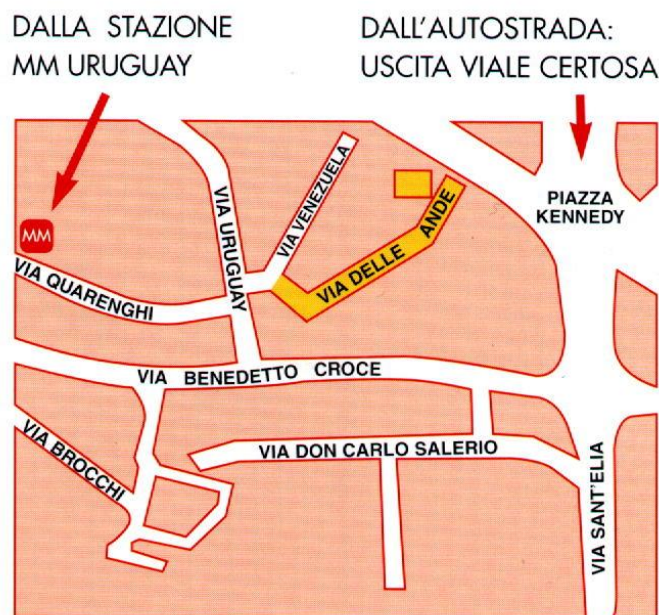 DALLA STAZIONE
MM URUGUAY
DALL'AUTOSTRADA:
USCITA VIALE CERTOSA
VIA VENEZUELA
VIA URUGUAY
ANDE
PIAZZA
KENNEDY
MM
VIA DELLE
VIA QUARENGHI
VIA BENEDETTO CROCE
VIA BROCCHI
VIA DON CARLO SALERIO
VIA SANT'ELIA